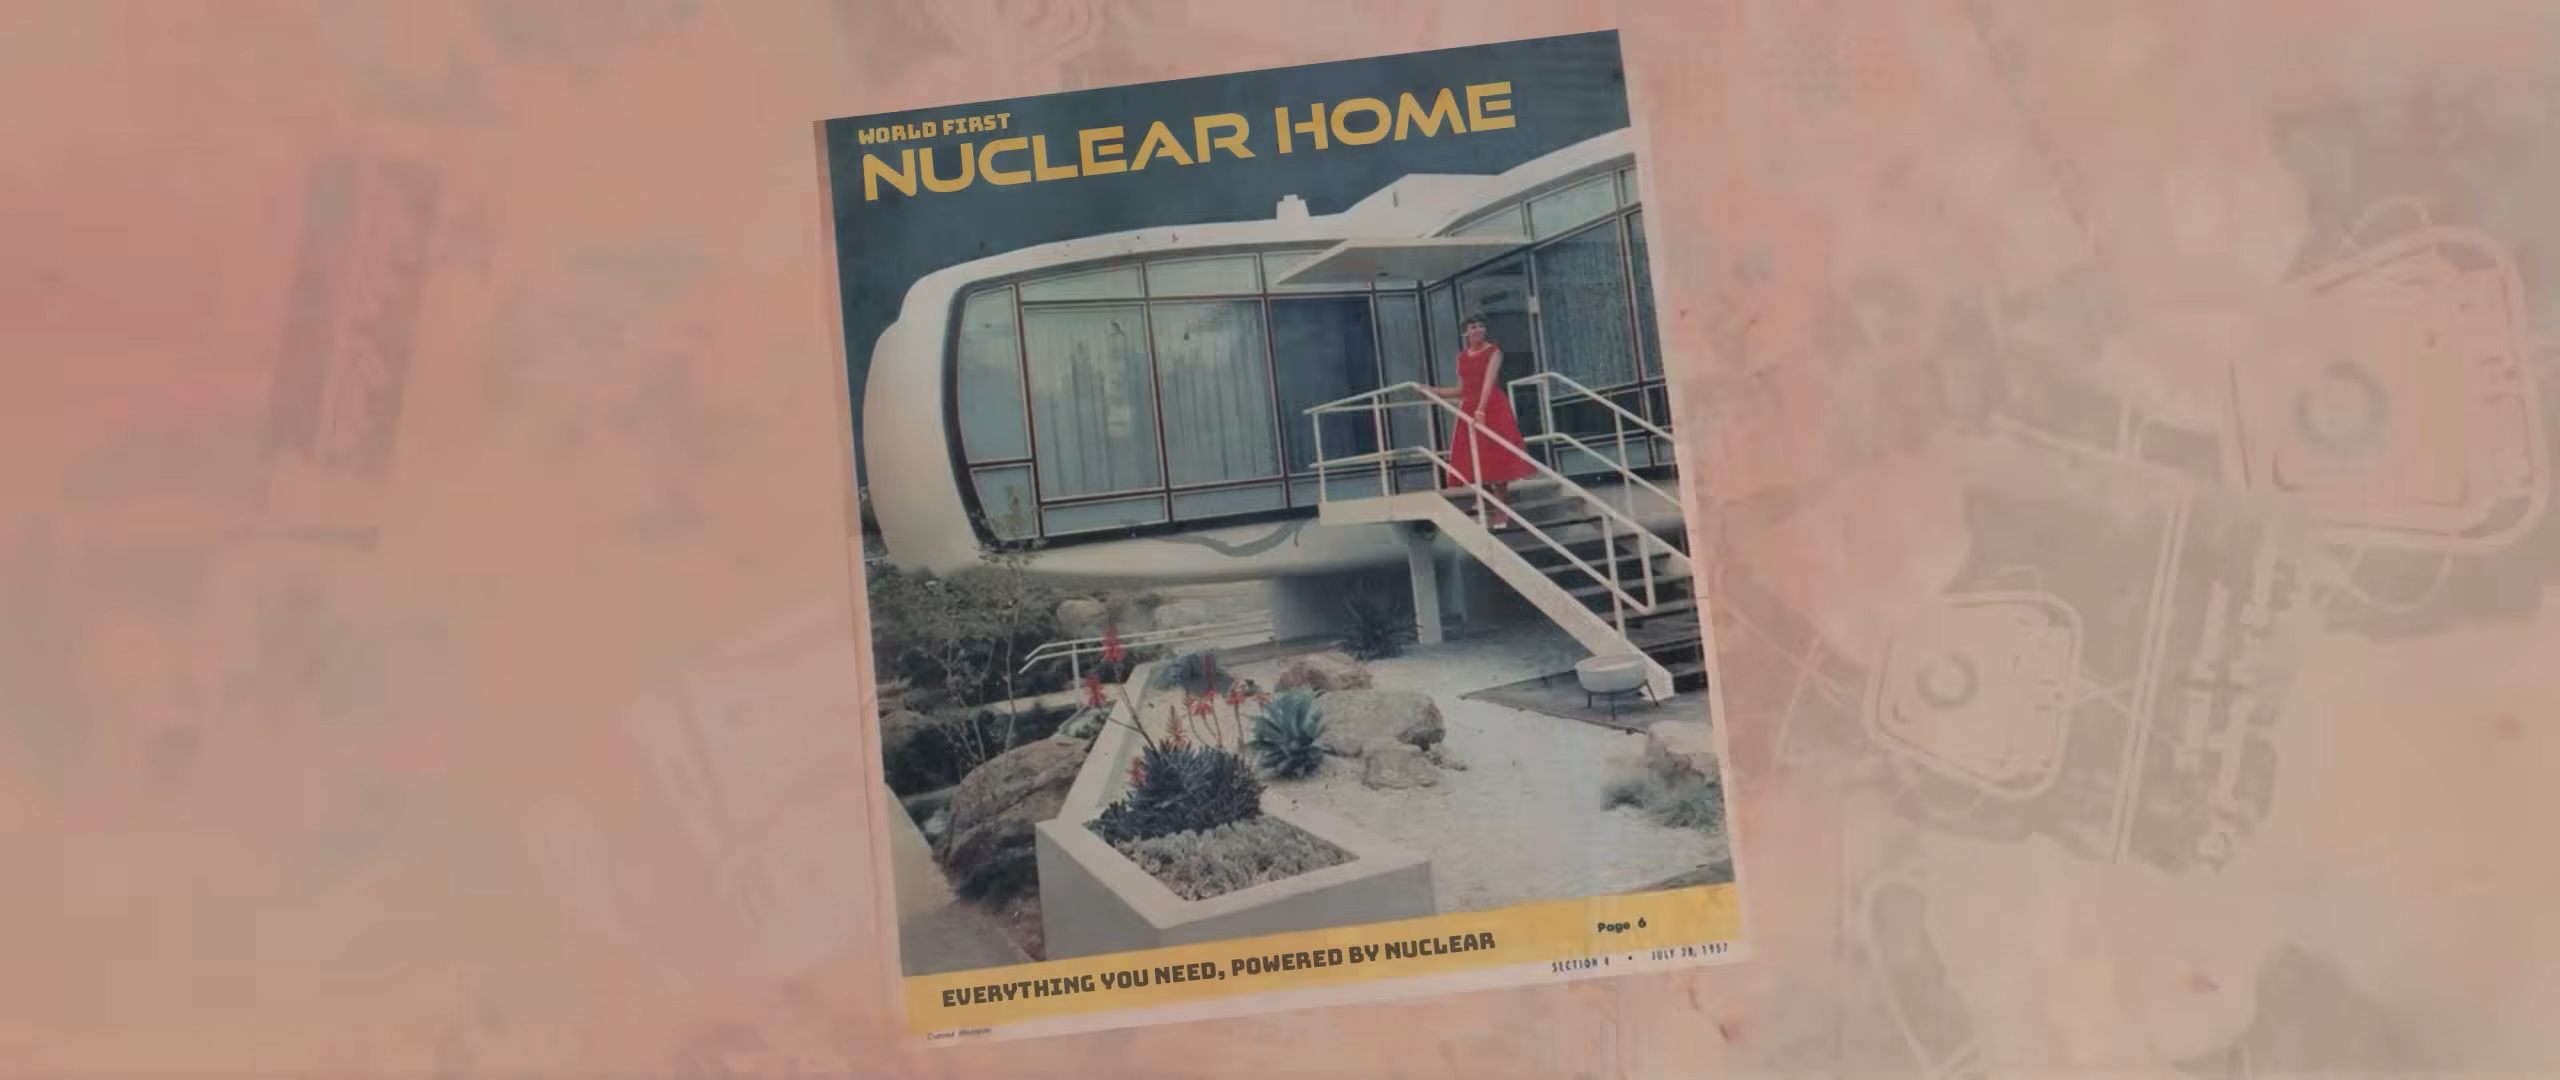 WORLD FIRST
NUCLEAR HOME
EVERYTHING YOU NEED, POWERED BY NUCLEAR
Page 6
SECTION 4 • JULY 28, 1957